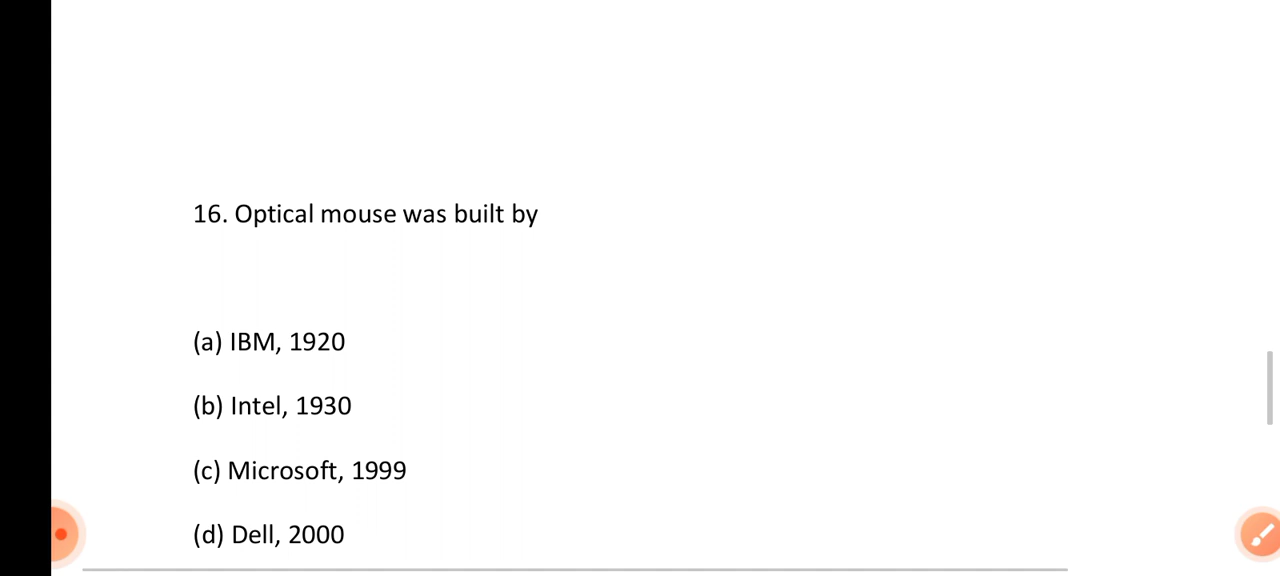 16. Optical mouse was built by
(a) IBM, 1920
(b) Intel, 1930
(c) Microsoft, 1999
(d) Dell, 2000